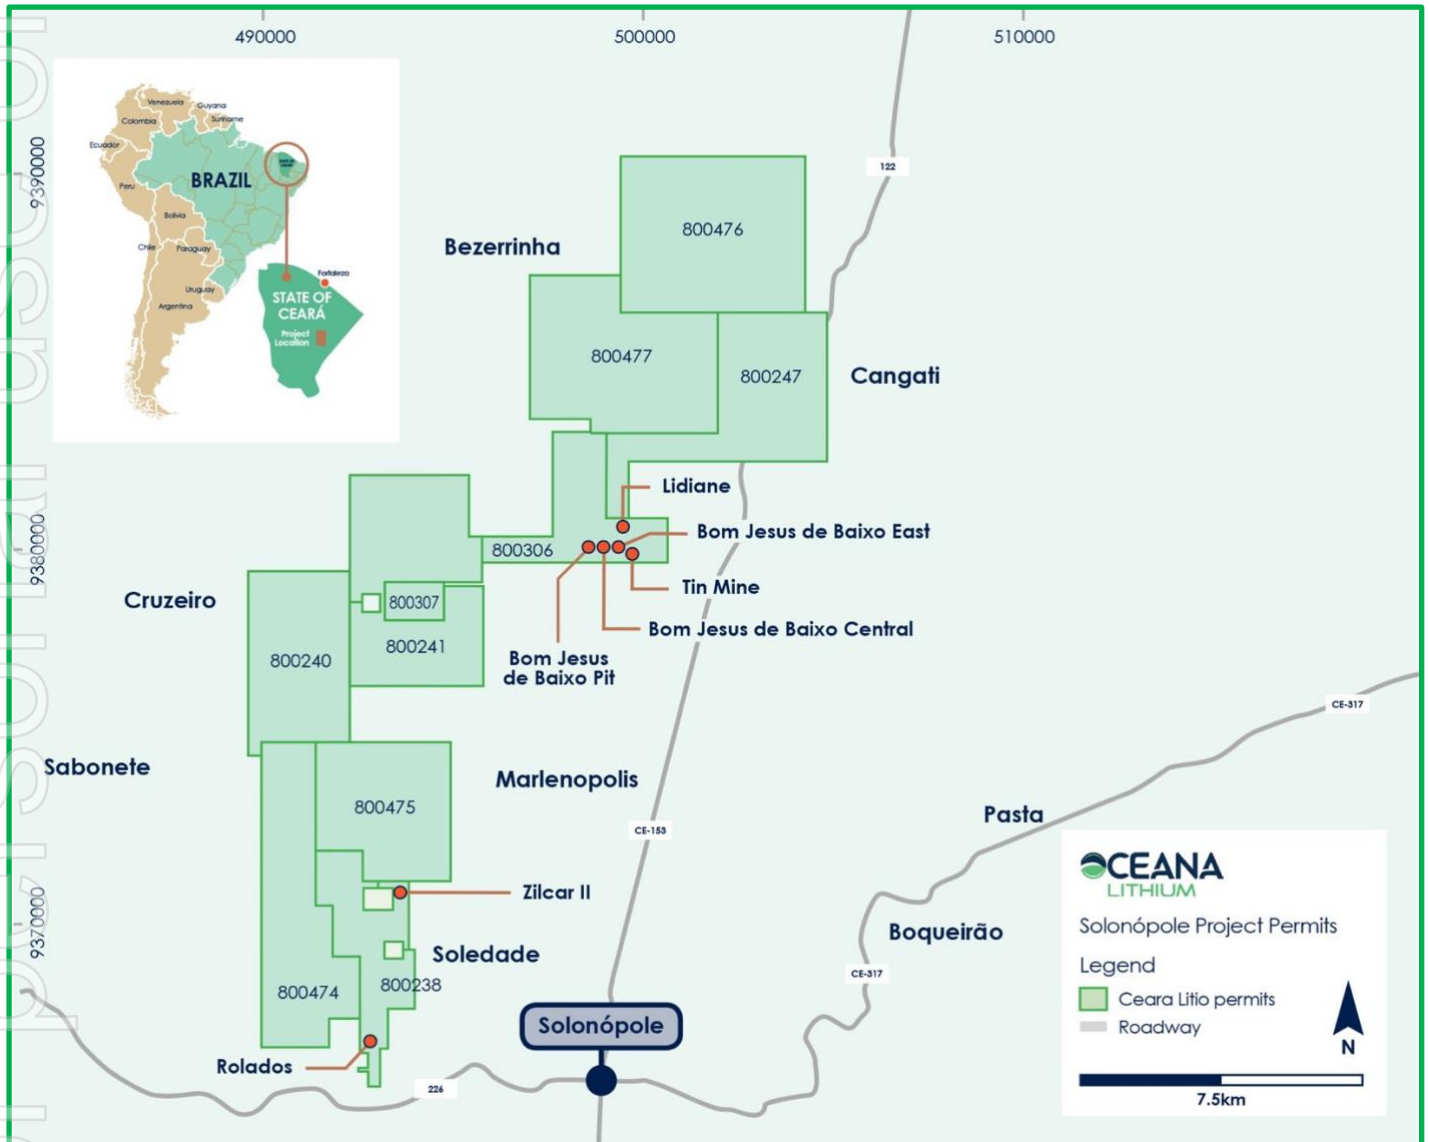 490000
500000
510000
9390000
9380000
9370000
Venezuela
Guyana
Suriname
Colombia
Ecuador
BRAZIL
Peru
Bolivia
Chile
Paraguay
Uruguay
Argentina
Fortaleza
STATE OF
CEARÁ
Project
Location
122
800476
Bezerrinha
800477
800247
Cangati
Lidiane
Bom Jesus de Baixo East
800306
Tin Mine
Cruzeiro
800307
Bom Jesus de Baixo Central
800241
800240
Bom Jesus
de Baixo Pit
CE-317
Sabonete
Marlenopolis
800475
Pasta
CE-153
Zilcar II
Boqueirão
Soledade
CE-317
800238
800474
Solonópole
Rolados
226
OCEANA
LITHIUM
Solonópole Project Permits
Legend
Ceara Litio permits
Roadway
N
7.5km